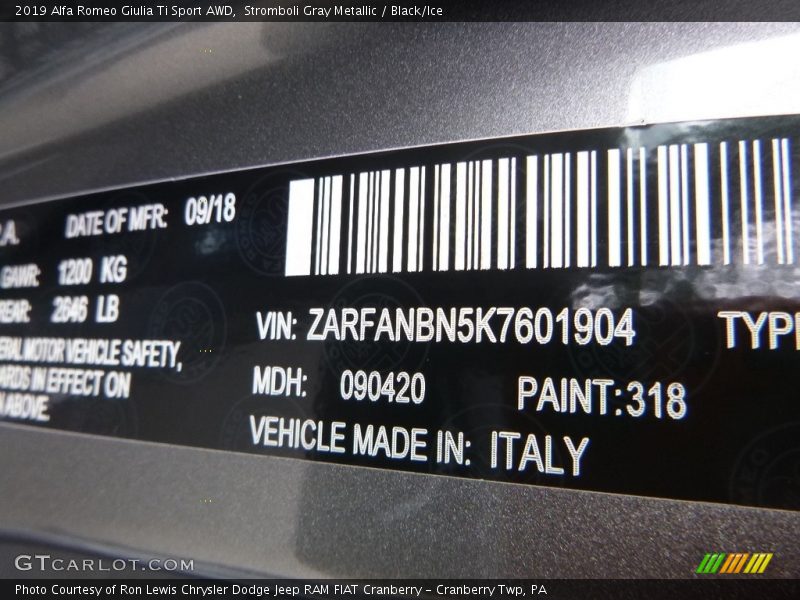 2019 Alfa Romeo Giulia Ti Sport AWD,  Stromboli Gray Metallic / Black/Ice
DATE OF MFR: 09/18
GAWR: 1200 KG
REAR: 2646 LB
MOTOR VEHICLE SAFETY,
IN EFFECT ON
ABOVE.
VIN: ZARFANBN5K7601904
TYPE
MDH: 090420
PAINT:318
VEHICLE MADE IN: ITALY
GTCARLOT.COM
Photo Courtesy of Ron Lewis Chrysler Dodge Jeep RAM FIAT Cranberry – Cranberry Twp, PA